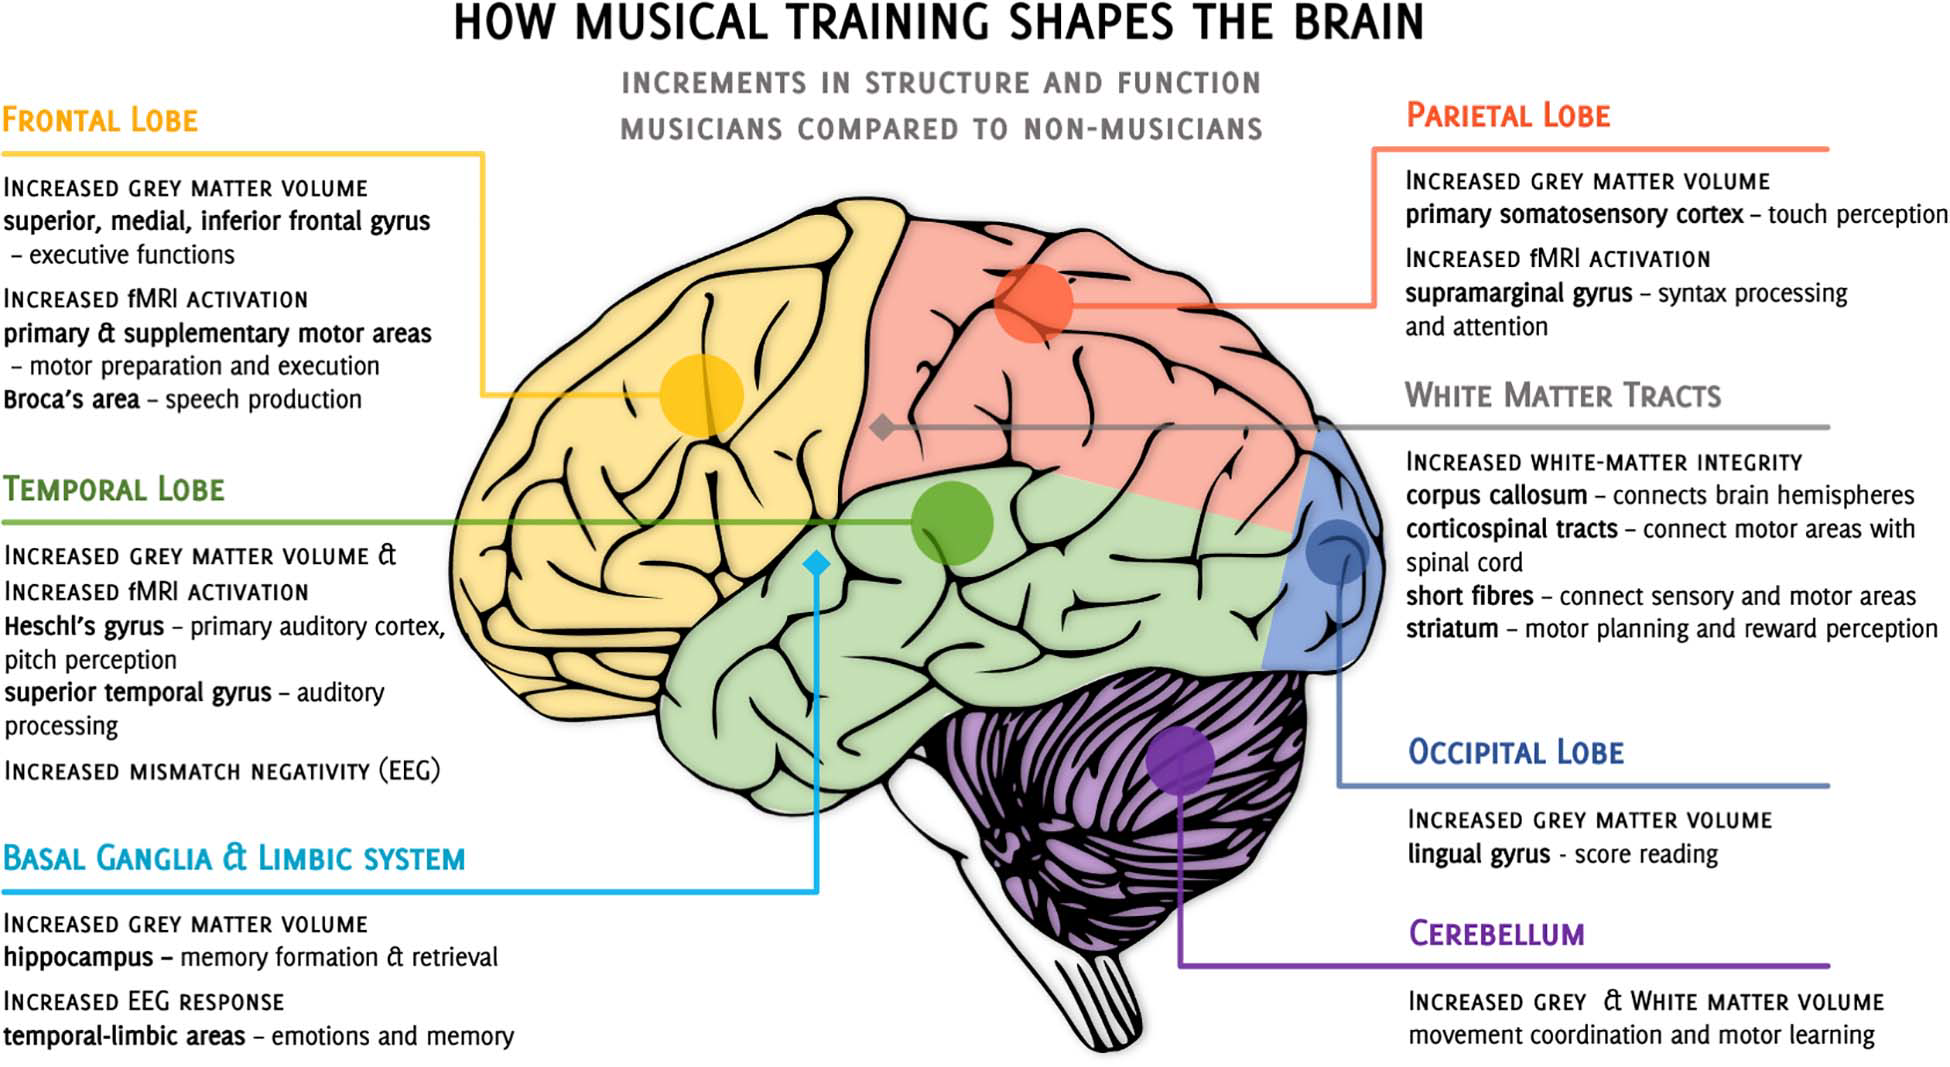 HOW MUSICAL TRAINING SHAPES THE BRAIN
INCREMENTS IN STRUCTURE AND FUNCTION
MUSICIANS COMPARED TO NON-MUSICIANS
FRONTAL LOBE
INCREASED GREY MATTER VOLUME
superior, medial, inferior frontal gyrus
– executive functions
INCREASED fMRI ACTIVATION
primary & supplementary motor areas
– motor preparation and execution
Broca's area – speech production
TEMPORAL LOBE
INCREASED GREY MATTER VOLUME &
INCREASED fMRI ACTIVATION
Heschl's gyrus – primary auditory cortex,
pitch perception
superior temporal gyrus – auditory
processing
INCREASED MISMATCH NEGATIVITY (EEG)
BASAL GANGLIA & LIMBIC SYSTEM
INCREASED GREY MATTER VOLUME
hippocampus – memory formation & retrieval
INCREASED EEG RESPONSE
temporal-limbic areas – emotions and memory
PARIETAL LOBE
INCREASED GREY MATTER VOLUME
primary somatosensory cortex – touch perception
INCREASED fMRI ACTIVATION
supramarginal gyrus – syntax processing
and attention
WHITE MATTER TRACTS
INCREASED WHITE-MATTER INTEGRITY
corpus callosum – connects brain hemispheres
corticospinal tracts – connect motor areas with
spinal cord
short fibres – connect sensory and motor areas
striatum – motor planning and reward perception
OCCIPITAL LOBE
INCREASED GREY MATTER VOLUME
lingual gyrus - score reading
CEREBELLUM
INCREASED GREY & WHITE MATTER VOLUME
movement coordination and motor learning